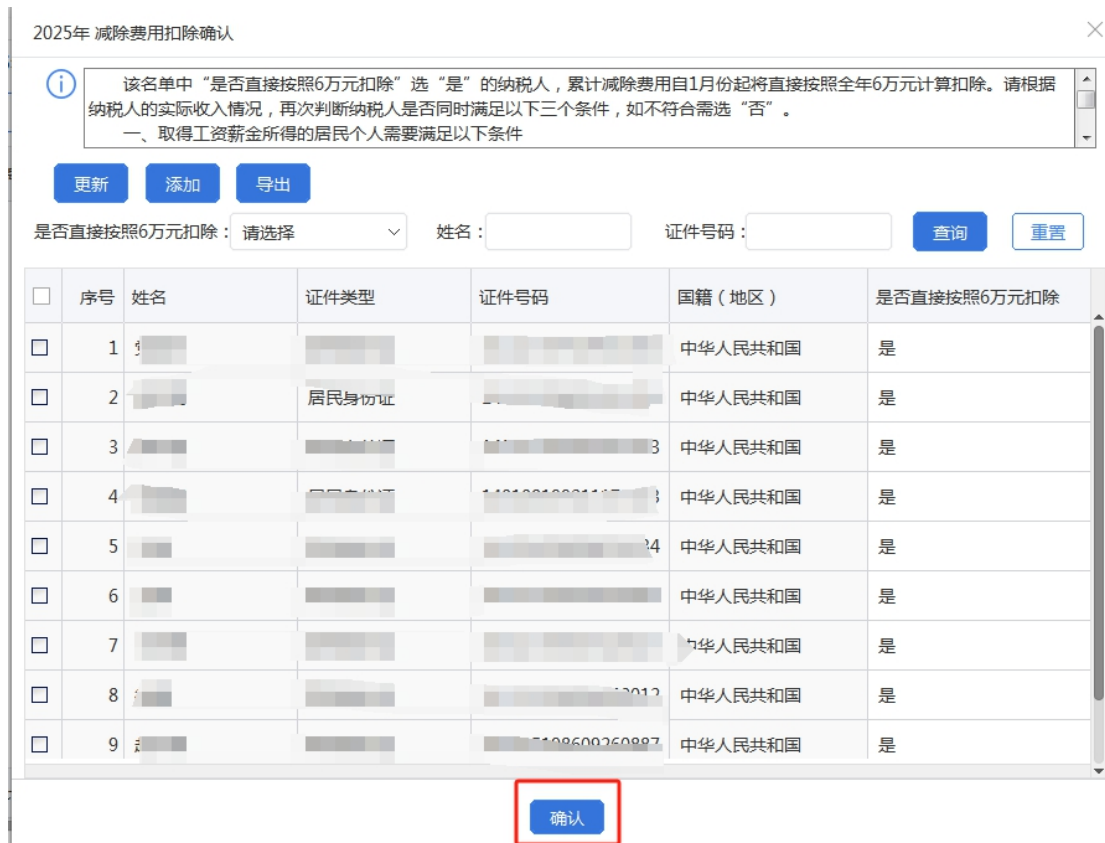 2025年 减除费用扣除确认
该名单中“是否直接按照6万元扣除”选“是”的纳税人，累计减除费用自1月份起将直接按照全年6万元计算扣除。请根据
纳税人的实际收入情况，再次判断纳税人是否同时满足以下三个条件，如不符合需选“否”。
一、取得工资薪金所得的居民个人需要满足以下条件
更新 添加 导出
是否直接按照6万元扣除： 请选择 姓名： 证件号码： 查询 重置
序号 姓名 证件类型 证件号码 国籍（地区） 是否直接按照6万元扣除
1 中华人民共和国 是
2 居民身份证 中华人民共和国 是
3 3 中华人民共和国 是
4 3 中华人民共和国 是
5 34 中华人民共和国 是
6 中华人民共和国 是
7 中华人民共和国 是
8 中华人民共和国 是
9 中华人民共和国 是
确认